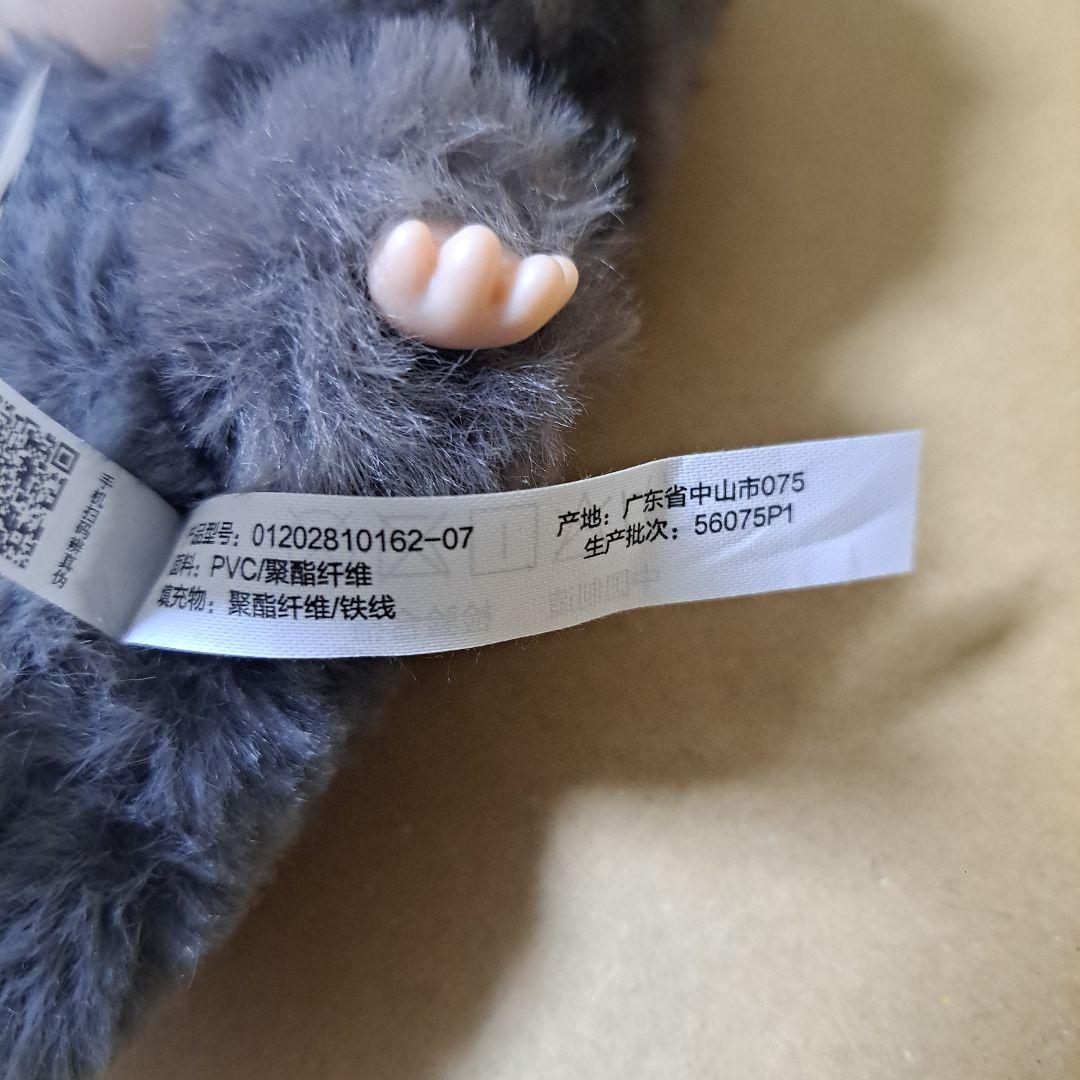 手机扫码辨真伪
产品型号：01202810162-07
面料：PVC/聚酯纤维
填充物：聚酯纤维/铁线
产地：广东省中山市075
生产批次：56075P1